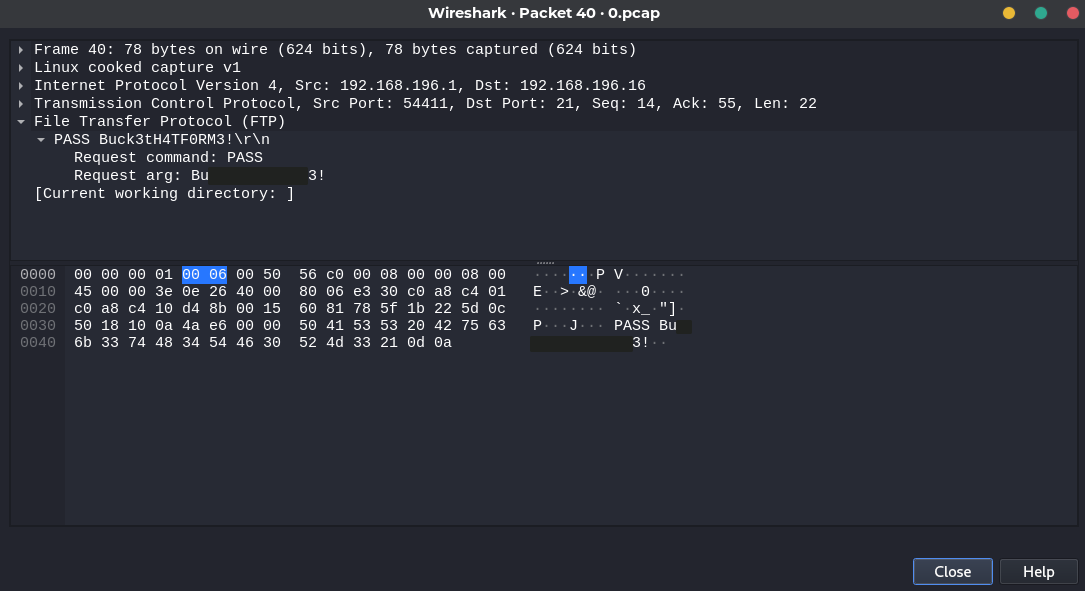 Wireshark · Packet 40 · 0.pcap
Frame 40: 78 bytes on wire (624 bits), 78 bytes captured (624 bits)
Linux cooked capture v1
Internet Protocol Version 4, Src: 192.168.196.1, Dst: 192.168.196.16
Transmission Control Protocol, Src Port: 54411, Dst Port: 21, Seq: 14, Ack: 55, Len: 22
File Transfer Protocol (FTP)
PASS Buck3tH4TF0RM3!\r\n
Request command: PASS
Request arg: Bu 3!
[Current working directory: ]
0000 00 00 00 01 00 06 00 50 56 c0 00 08 00 00 08 00 ·······P V·······
0010 45 00 00 3e 0e 26 40 00 80 06 e3 30 c0 a8 c4 01 E··>·&@· ···0····
0020 c0 a8 c4 10 d4 8b 00 15 60 81 78 5f 1b 22 5d 0c ········ `·x_·"]·
0030 50 18 10 0a 4a e6 00 00 50 41 53 53 20 42 75 63 P···J··· PASS Bu
0040 6b 33 74 48 34 54 46 30 52 4d 33 21 0d 0a 3!··
Close Help